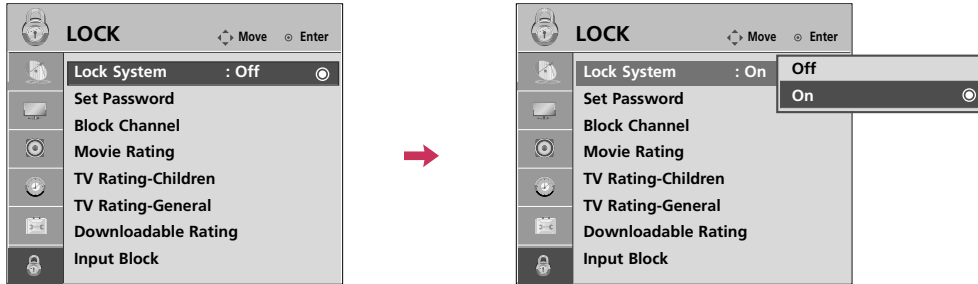 LOCK
Move
Enter
Lock System : Off
Set Password
Block Channel
Movie Rating
TV Rating-Children
TV Rating-General
Downloadable Rating
Input Block
LOCK
Move
Enter
Lock System : On
Set Password
Block Channel
Movie Rating
TV Rating-Children
TV Rating-General
Downloadable Rating
Input Block
Off
On